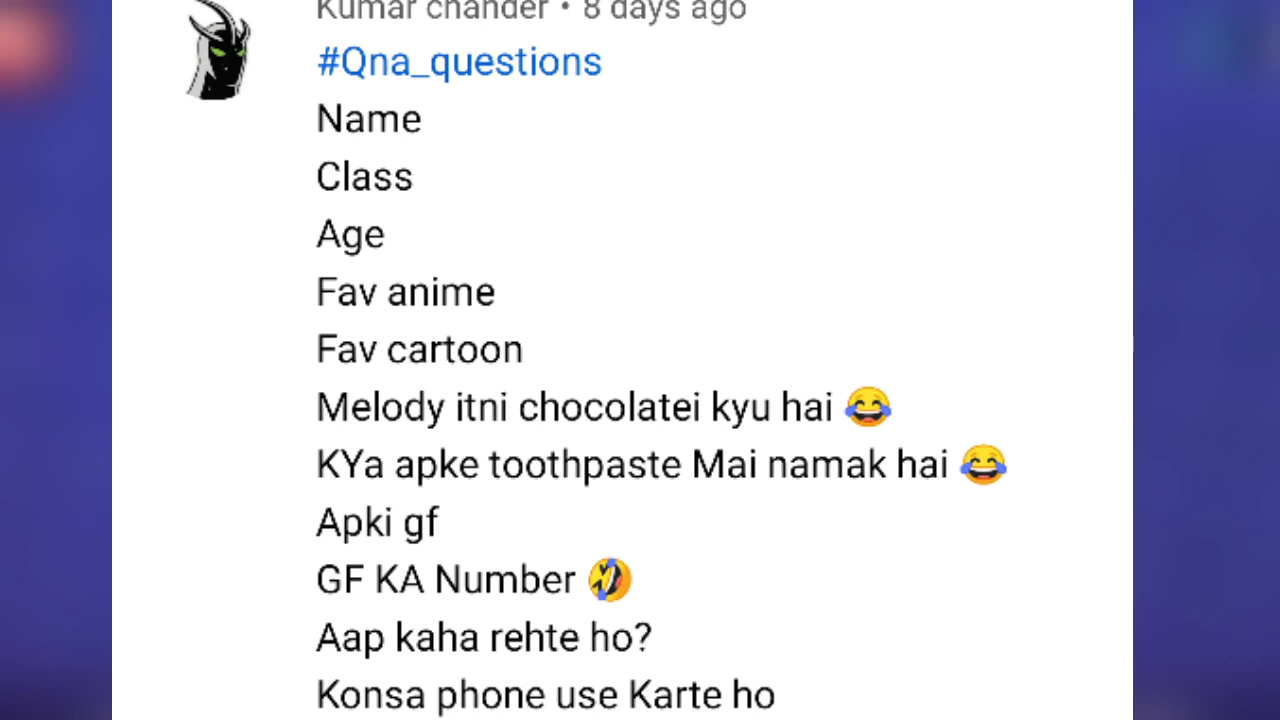 Kumar chander • 8 days ago
#Qna_questions
Name
Class
Age
Fav anime
Fav cartoon
Melody itni chocolatei kyu hai 😂
KYa apke toothpaste Mai namak hai 😂
Apki gf
GF KA Number 🤣
Aap kaha rehte ho?
Konsa phone use Karte ho